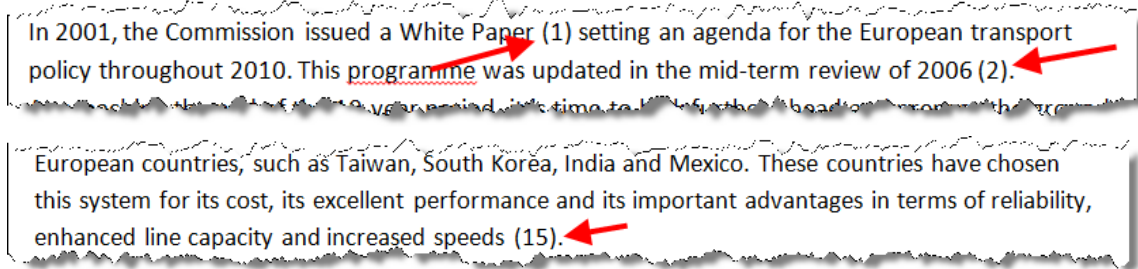 In 2001, the Commission issued a White Paper (1) setting an agenda for the European transport
policy throughout 2010. This programme was updated in the mid-term review of 2006 (2).
European countries, such as Taiwan, South Korea, India and Mexico. These countries have chosen
this system for its cost, its excellent performance and its important advantages in terms of reliability,
enhanced line capacity and increased speeds (15).